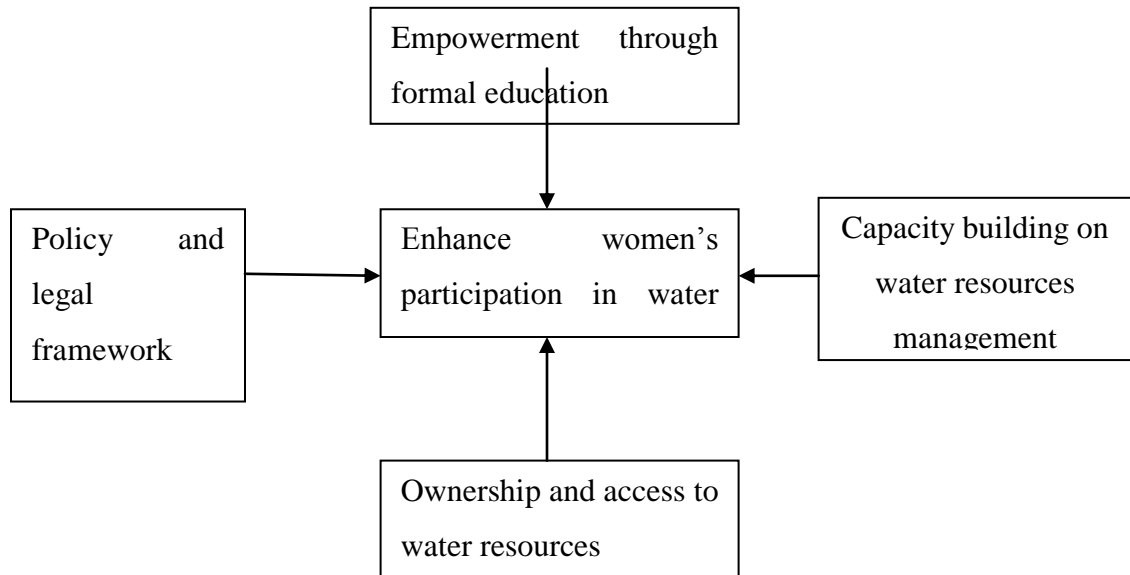 Empowerment through
formal education
Policy and
legal
framework
Enhance women's
participation in water
Capacity building on
water resources
management
Ownership and access to
water resources